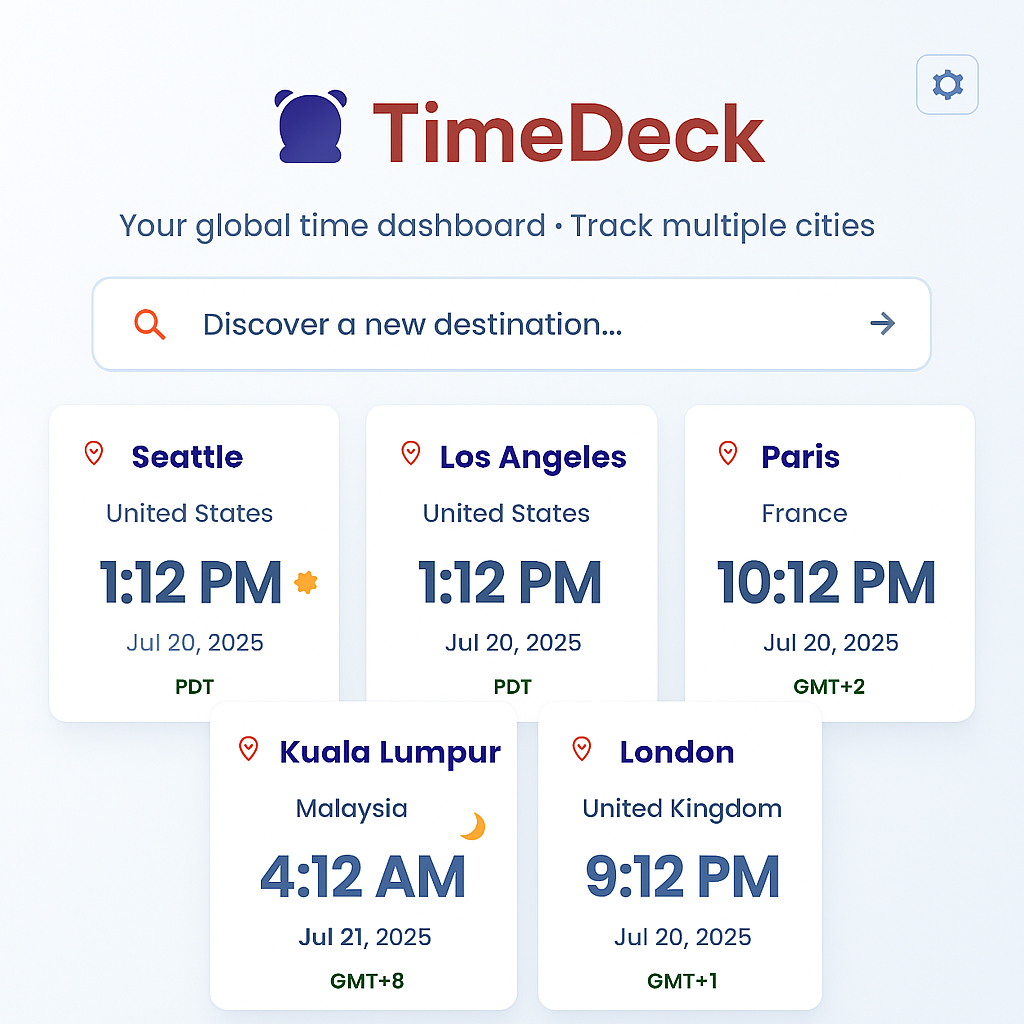 TimeDeck
Your global time dashboard • Track multiple cities
Discover a new destination...
Seattle
United States
1:12 PM
Jul 20, 2025
PDT
Los Angeles
United States
1:12 PM
Jul 20, 2025
PDT
Paris
France
10:12 PM
Jul 20, 2025
GMT+2
Kuala Lumpur
Malaysia
4:12 AM
Jul 21, 2025
GMT+8
London
United Kingdom
9:12 PM
Jul 20, 2025
GMT+1